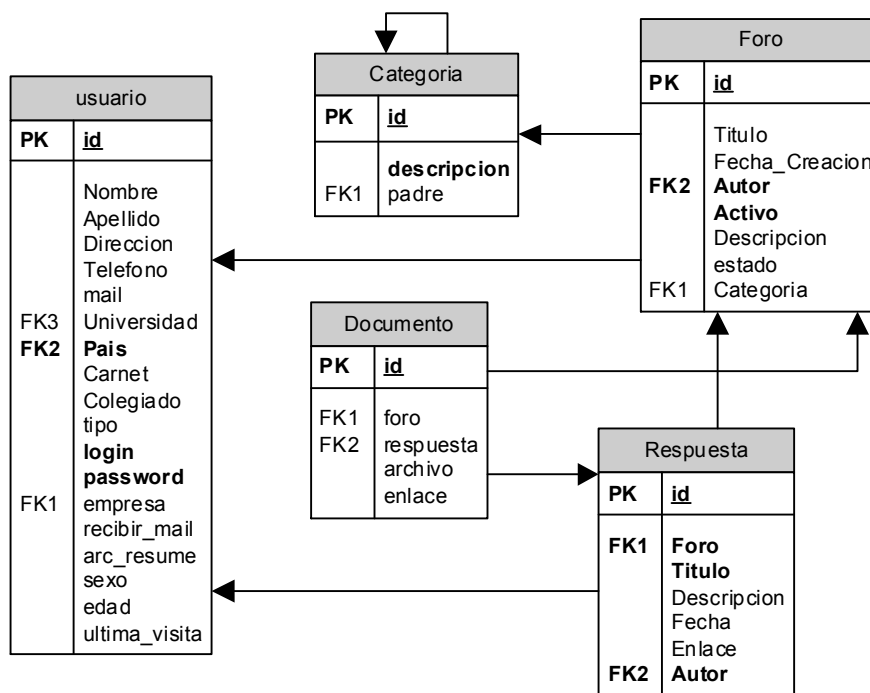 usuario
PK id
Nombre
Apellido
Direccion
Telefono
mail
FK3 Universidad
FK2 Pais
Carnet
Colegiado
tipo
login
password
FK1 empresa
recibir_mail
arc_resume
sexo
edad
ultima_visita
Categoria
PK id
descripcion
FK1 padre
Foro
PK id
Titulo
Fecha_Creacion
FK2 Autor
Activo
Descripcion
estado
FK1 Categoria
Documento
PK id
FK1 foro
FK2 respuesta
archivo
enlace
Respuesta
PK id
FK1 Foro
Titulo
Descripcion
Fecha
Enlace
FK2 Autor